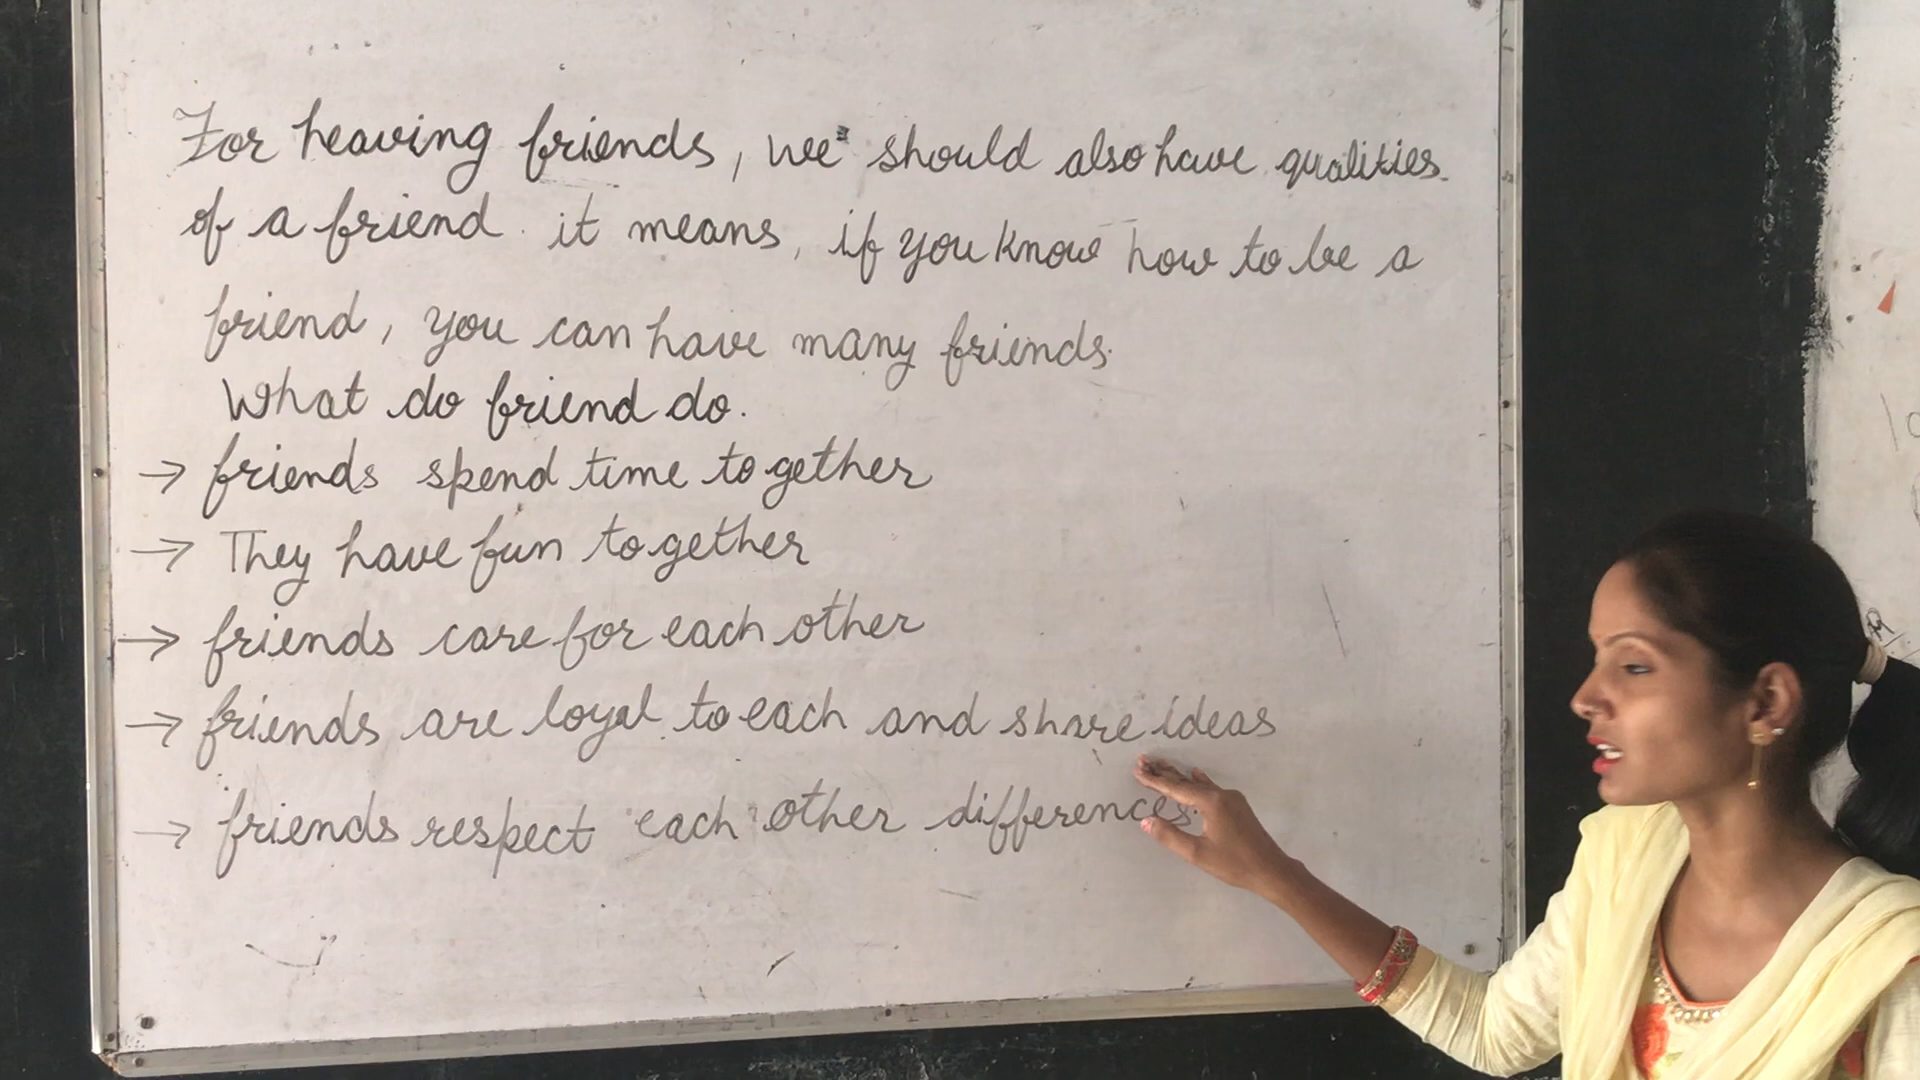 For heaving friends, we should also have qualities
of a friend. it means, if you know how to be a
friend, you can have many friends.
What do friend do.
→ friends spend time together
→ They have fun together
→ friends care for each other
→ friends are loyal to each and share ideas
→ friends respect each other differences.